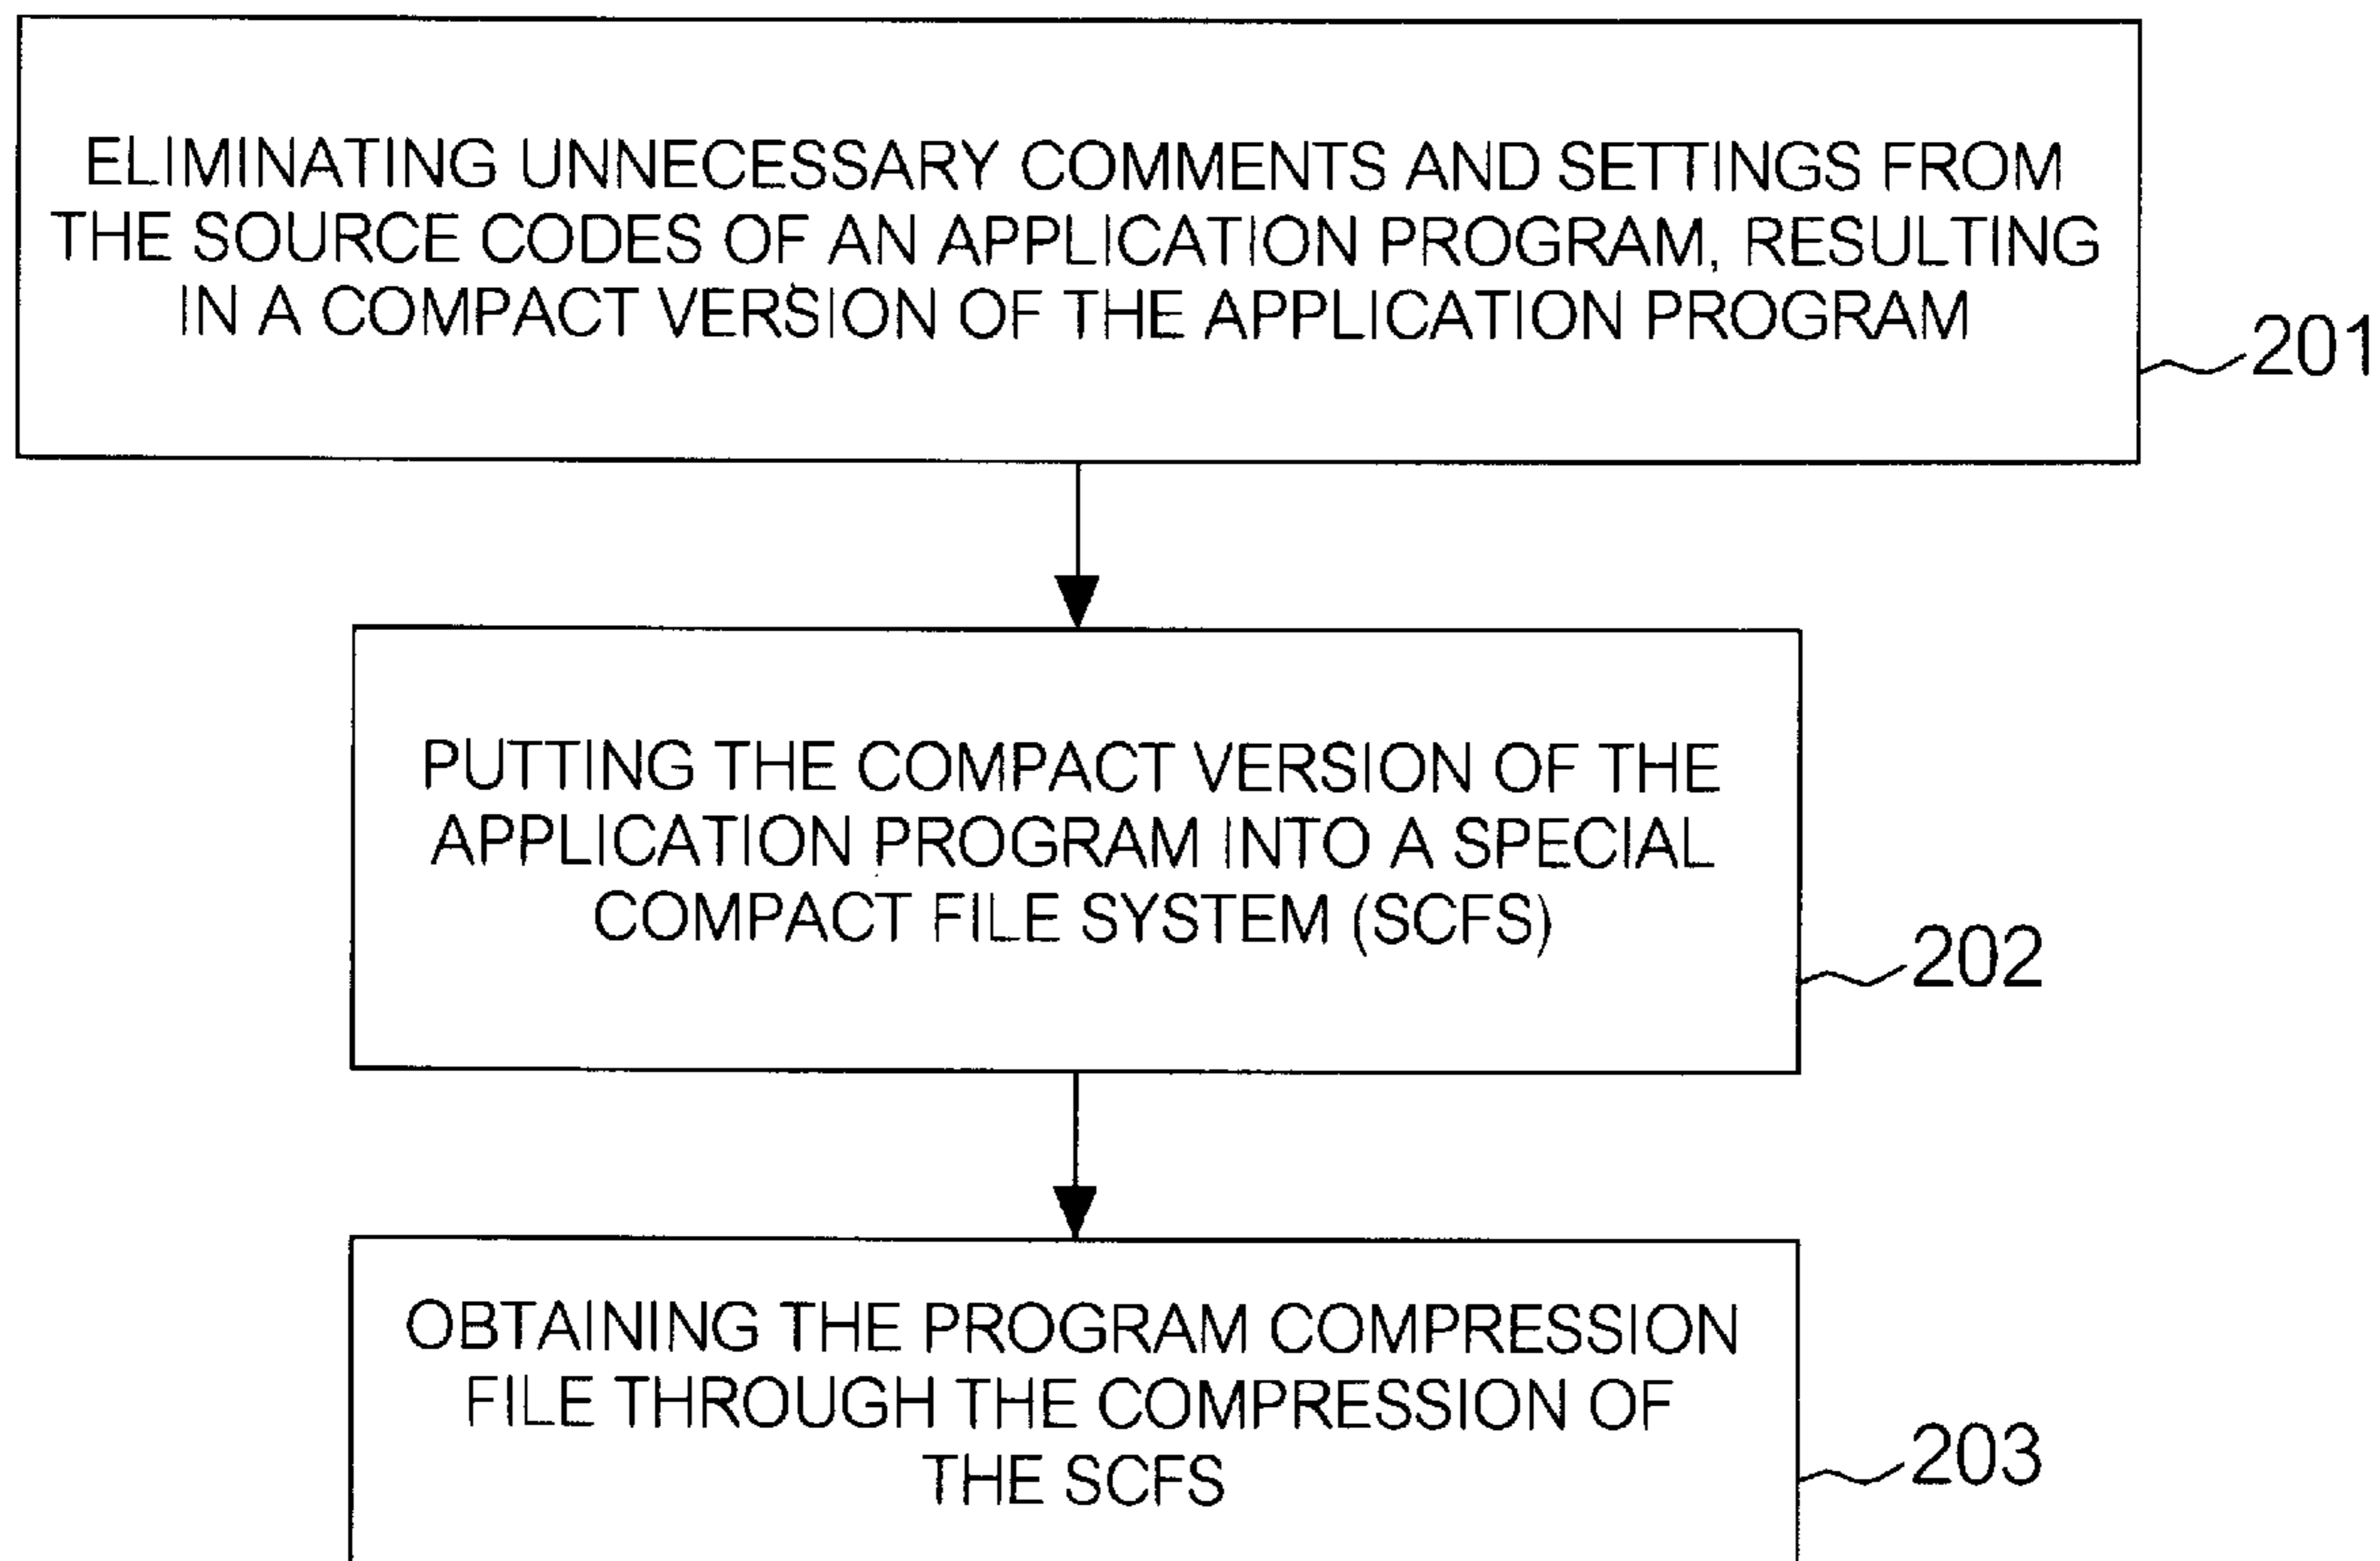 ELIMINATING UNNECESSARY COMMENTS AND SETTINGS FROM
THE SOURCE CODES OF AN APPLICATION PROGRAM, RESULTING
IN A COMPACT VERSION OF THE APPLICATION PROGRAM
201
PUTTING THE COMPACT VERSION OF THE
APPLICATION PROGRAM INTO A SPECIAL
COMPACT FILE SYSTEM (SCFS)
202
OBTAINING THE PROGRAM COMPRESSION
FILE THROUGH THE COMPRESSION OF
THE SCFS
203